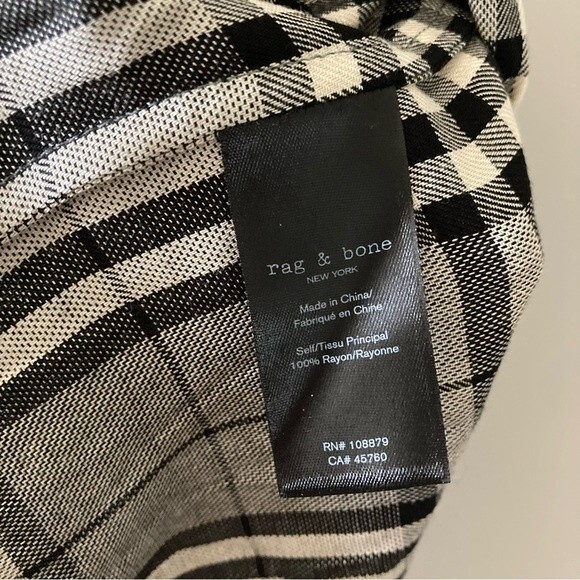 rag & bone
NEW YORK
Made in China/
Fabriqué en Chine
Self/Tissu Principal
100% Rayon/Rayonne
RN# 108879
CA# 45760